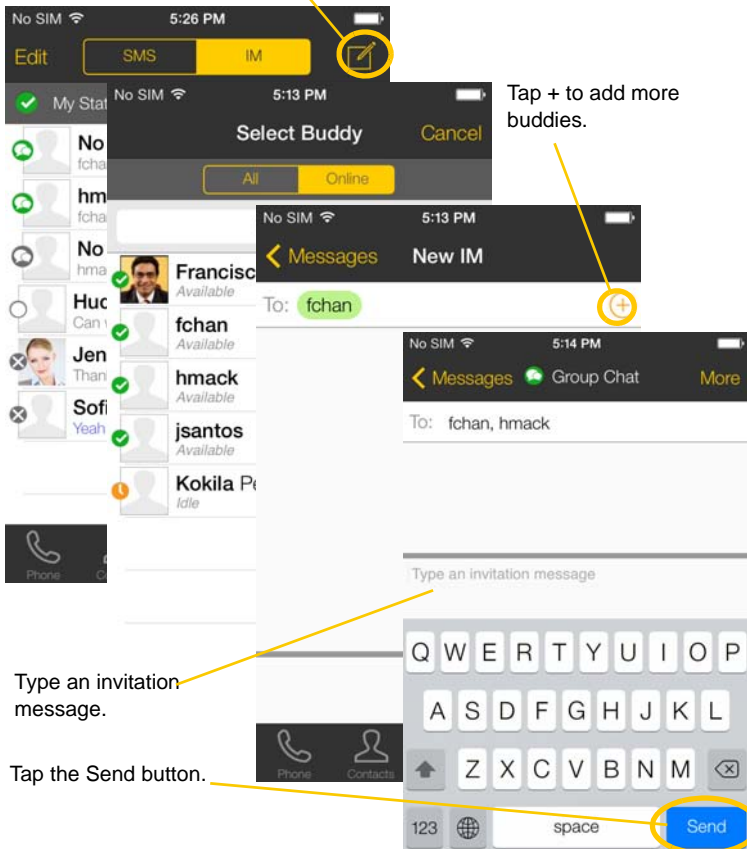 No SIM 5:26 PM
Edit SMS IM
My Stat
No
fcha
hm
fcha
No
hma
Huc
Can
Jen
Than
Sofi
Yeah
Phone
No SIM 5:13 PM
Select Buddy Cancel
All Online
Francisc
Available
fchan
Available
hmack
Available
jsantos
Available
Kokila Pe
Idle
Tap + to add more
buddies.
No SIM 5:13 PM
Messages New IM
To: fchan
Phone Contacts
No SIM 5:14 PM
Messages Group Chat More
To: fchan, hmack
Type an invitation message
Q W E R T Y U I O P
A S D F G H J K L
Z X C V B N M
123 space Send
Type an invitation
message.
Tap the Send button.